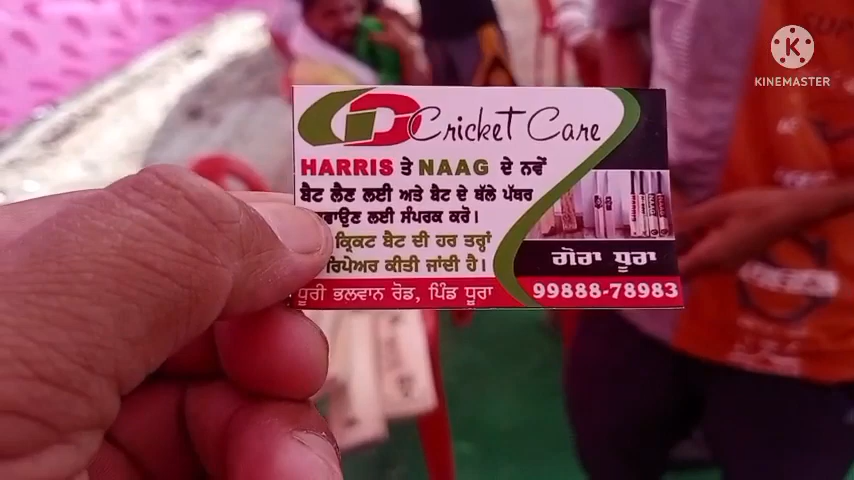 KINEMASTER
GD Cricket Care
HARRIS ਤੇ NAAG ਦੇ ਨਵੇਂ
ਬੈਟ ਲੈਣ ਲਈ ਅਤੇ ਬੈਟ ਦੇ ਥੱਲੇ ਪੱਥਰ
ਲਈ ਸੰਪਰਕ ਕਰੋ।
ਕ੍ਰਿਕਟ ਬੈਟ ਦੀ ਹਰ ਤਰ੍ਹਾਂ
ਰਿਪੇਅਰ ਕੀਤੀ ਜਾਂਦੀ ਹੈ।
ਗੋਰਾ ਧੂਰਾ
ਧੂਰੀ ਭਲਵਾਨ ਰੋਡ, ਪਿੰਡ ਧੂਰਾ
99888-78983